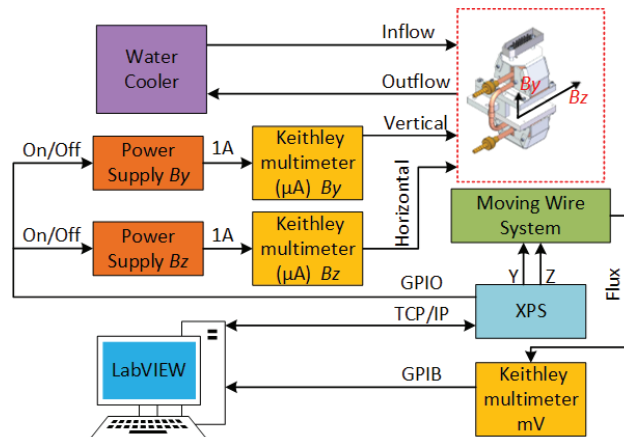 Water
Cooler
Inflow
Outflow
By
Bz
On/Off
Power
Supply By
1A
Keithley
multimeter
(µA) By
Vertical
On/Off
Power
Supply Bz
1A
Keithley
multimeter
(µA) Bz
Horizontal
Moving Wire
System
Y
Z
Flux
GPIO
XPS
TCP/IP
LabVIEW
GPIB
Keithley
multimeter
mV